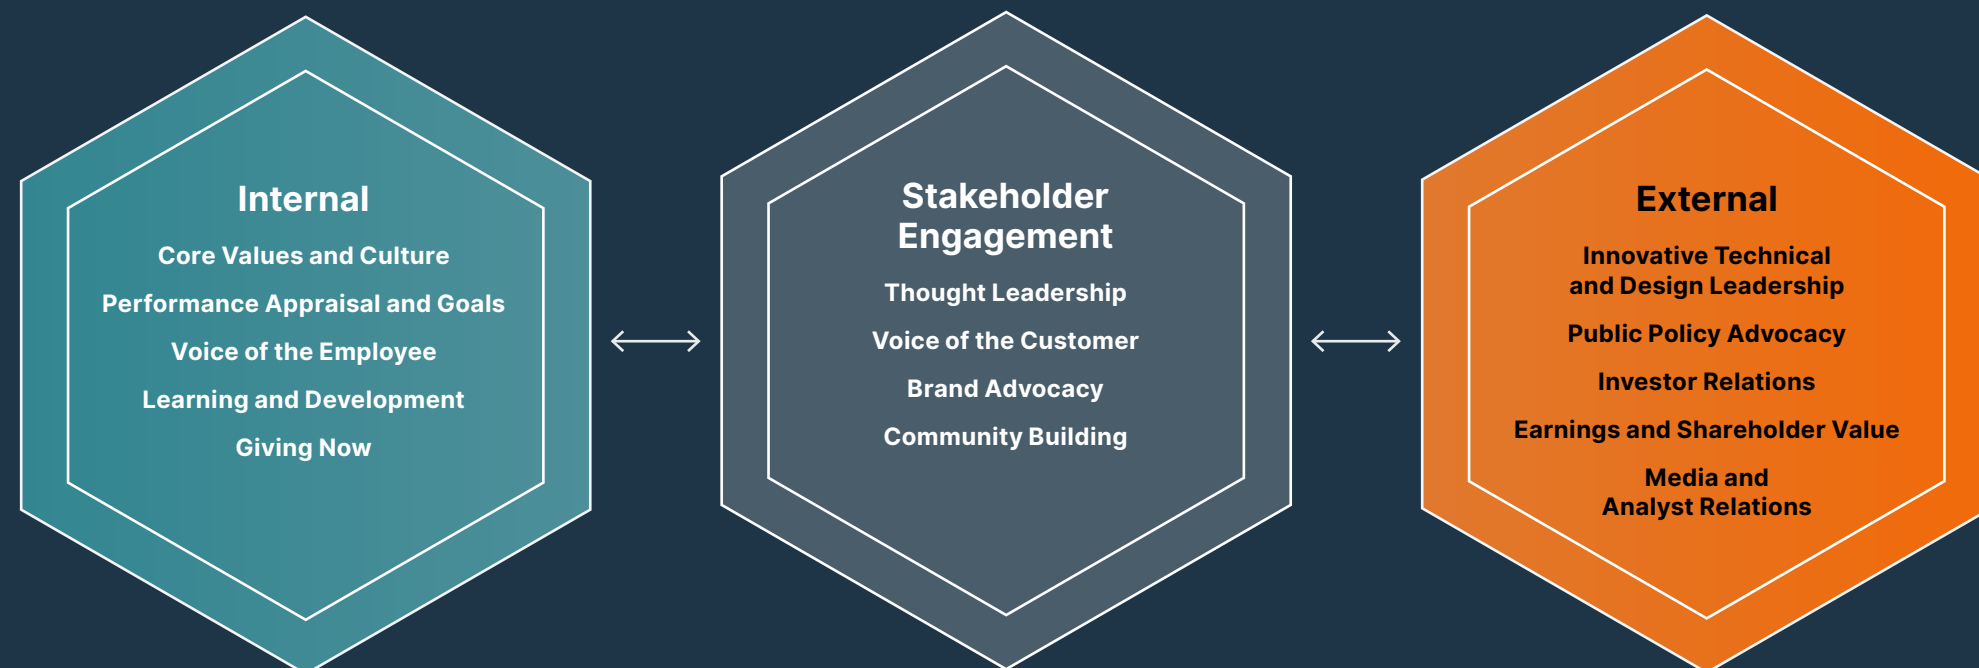 Internal
Core Values and Culture
Performance Appraisal and Goals
Voice of the Employee
Learning and Development
Giving Now
Stakeholder
Engagement
Thought Leadership
Voice of the Customer
Brand Advocacy
Community Building
External
Innovative Technical
and Design Leadership
Public Policy Advocacy
Investor Relations
Earnings and Shareholder Value
Media and
Analyst Relations